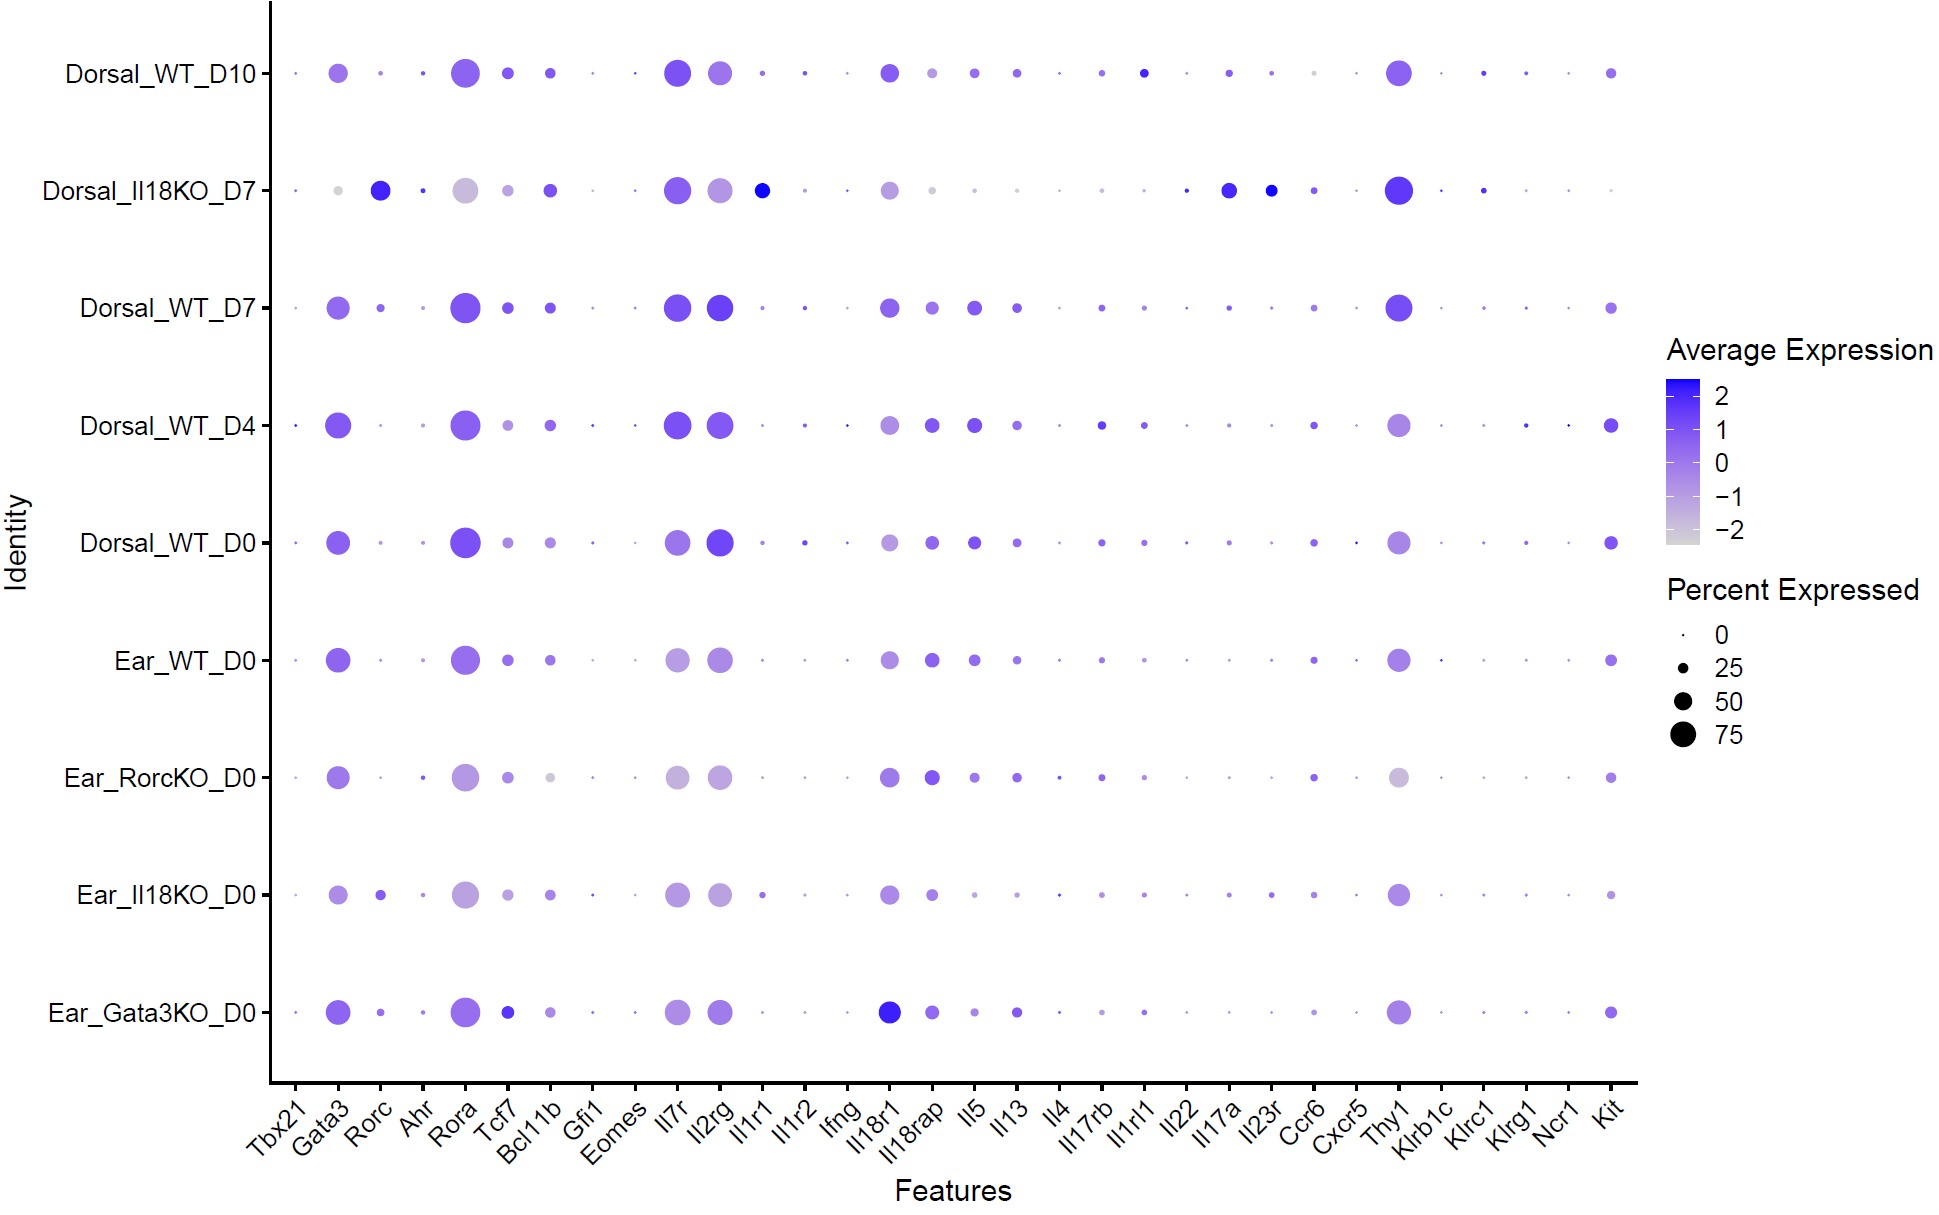 Identity
Dorsal_WT_D10
Dorsal_Il18KO_D7
Dorsal_WT_D7
Dorsal_WT_D4
Dorsal_WT_D0
Ear_WT_D0
Ear_RorcKO_D0
Ear_Il18KO_D0
Ear_Gata3KO_D0
Tbx21
Gata3
Rorc
Ahr
Rora
Tcf7
Bcl11b
Gfi1
Eomes
Il7r
Il2rg
Il1r1
Il1r2
Ifng
Il18r1
Il18rap
Il5
Il13
Il4
Il17rb
Il1rl1
Il22
Il17a
Il23r
Ccr6
Cxcr5
Thy1
Klrb1c
Klrc1
Klrg1
Ncr1
Kit
Features
Average Expression
2
1
0
−1
−2
Percent Expressed
0
25
50
75